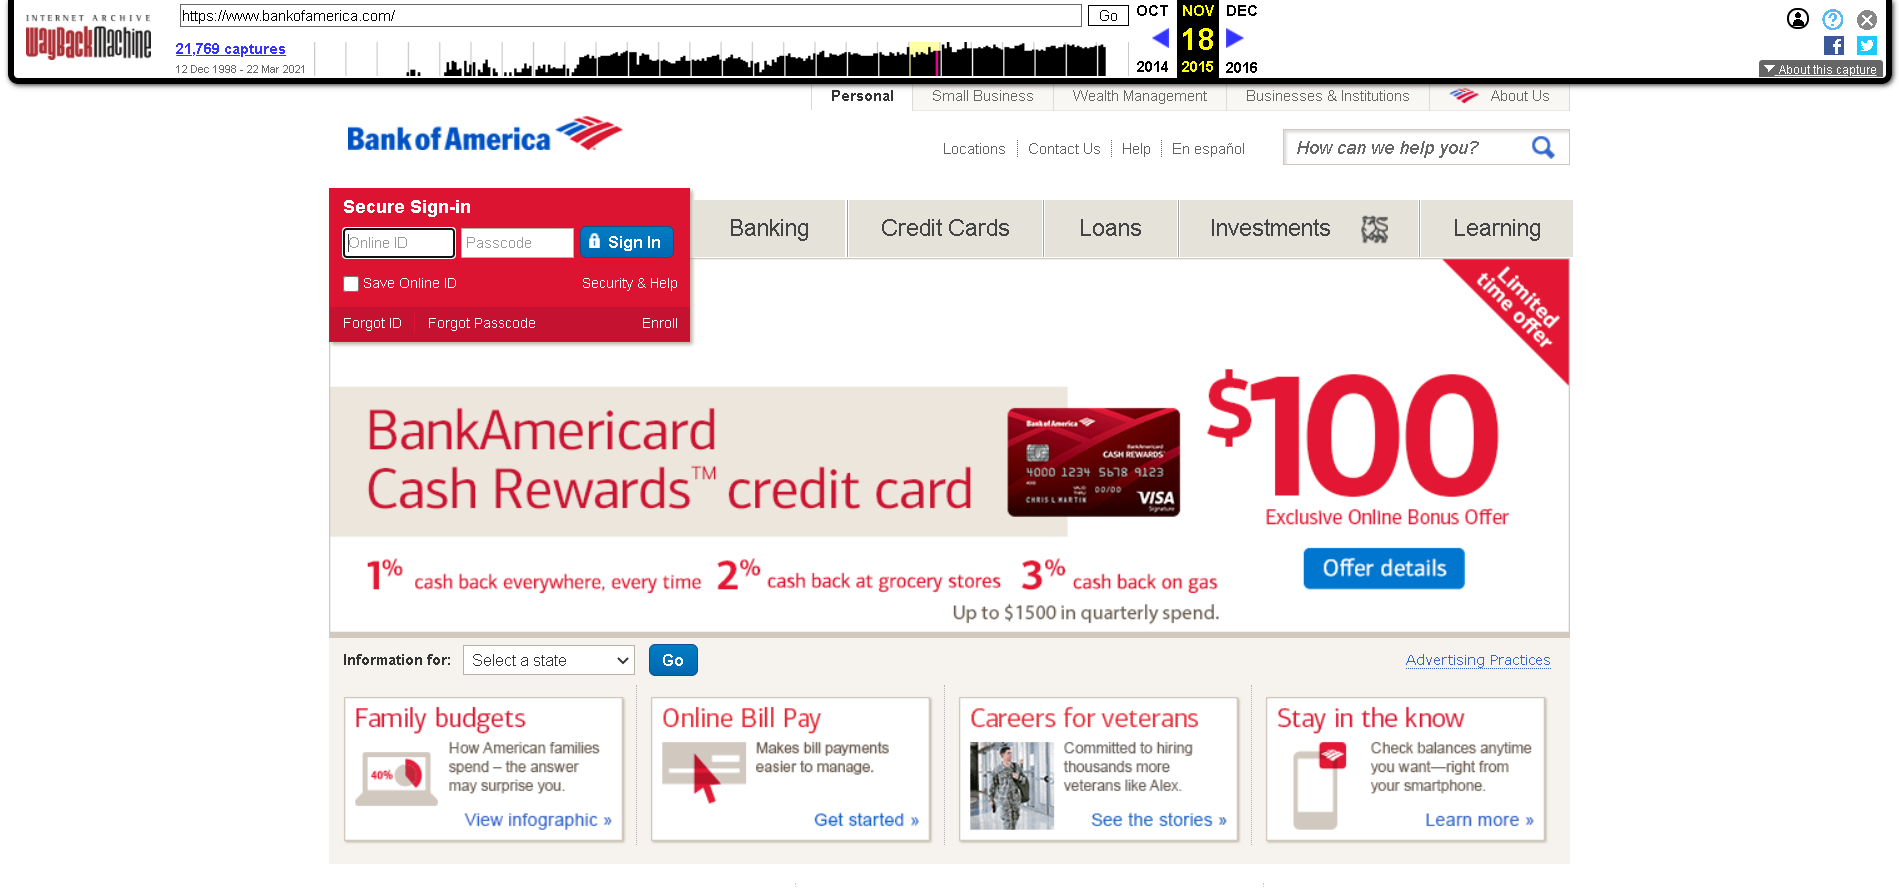 INTERNET ARCHIVE
WayBackMachine
https://www.bankofamerica.com/
Go
21,769 captures
12 Dec 1998 - 22 Mar 2021
OCT NOV DEC
18
2014 2015 2016
About this capture
Personal
Small Business
Wealth Management
Businesses & Institutions
About Us
Bank of America
Locations
Contact Us
Help
En español
How can we help you?
Secure Sign-in
Online ID
Passcode
Sign In
Save Online ID
Security & Help
Forgot ID
Forgot Passcode
Enroll
Banking
Credit Cards
Loans
Investments
Learning
Limited
time offer
BankAmericard
Cash Rewards™ credit card
Bank of America
BankAmericard
CASH REWARDS
4000 1234 5678 9123
4000
VALID
THRU
00/00
CHRIS L MARTIN
VISA
Signature
$100
Exclusive Online Bonus Offer
Offer details
1% cash back everywhere, every time
2% cash back at grocery stores
3% cash back on gas
Up to $1500 in quarterly spend.
Information for:
Select a state
Go
Advertising Practices
Family budgets
40%
How American families
spend – the answer
may surprise you.
View infographic »
Online Bill Pay
Makes bill payments
easier to manage.
Get started »
Careers for veterans
Committed to hiring
thousands more
veterans like Alex.
See the stories »
Stay in the know
Check balances anytime
you want—right from
your smartphone.
Learn more »